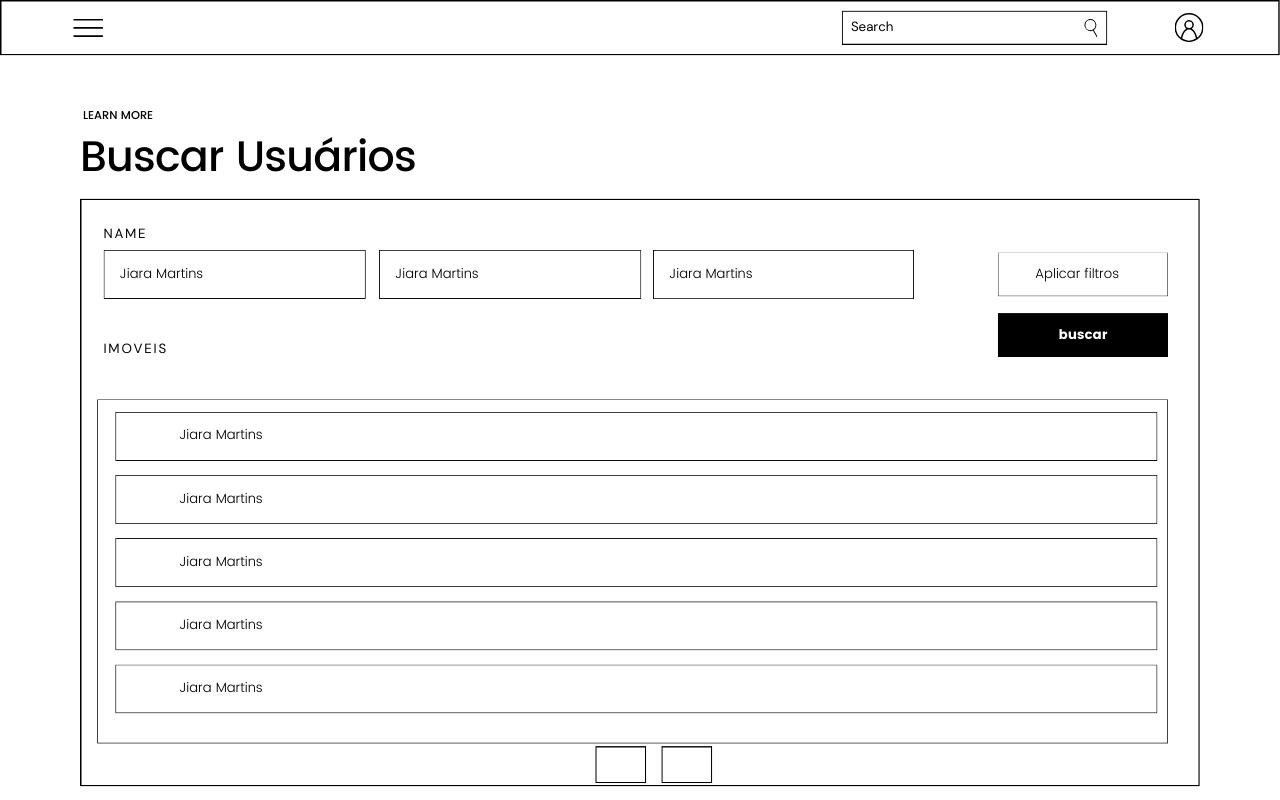 Search
LEARN MORE
Buscar Usuários
NAME
Jiara Martins
Jiara Martins
Jiara Martins
Aplicar filtros
buscar
IMOVEIS
Jiara Martins
Jiara Martins
Jiara Martins
Jiara Martins
Jiara Martins